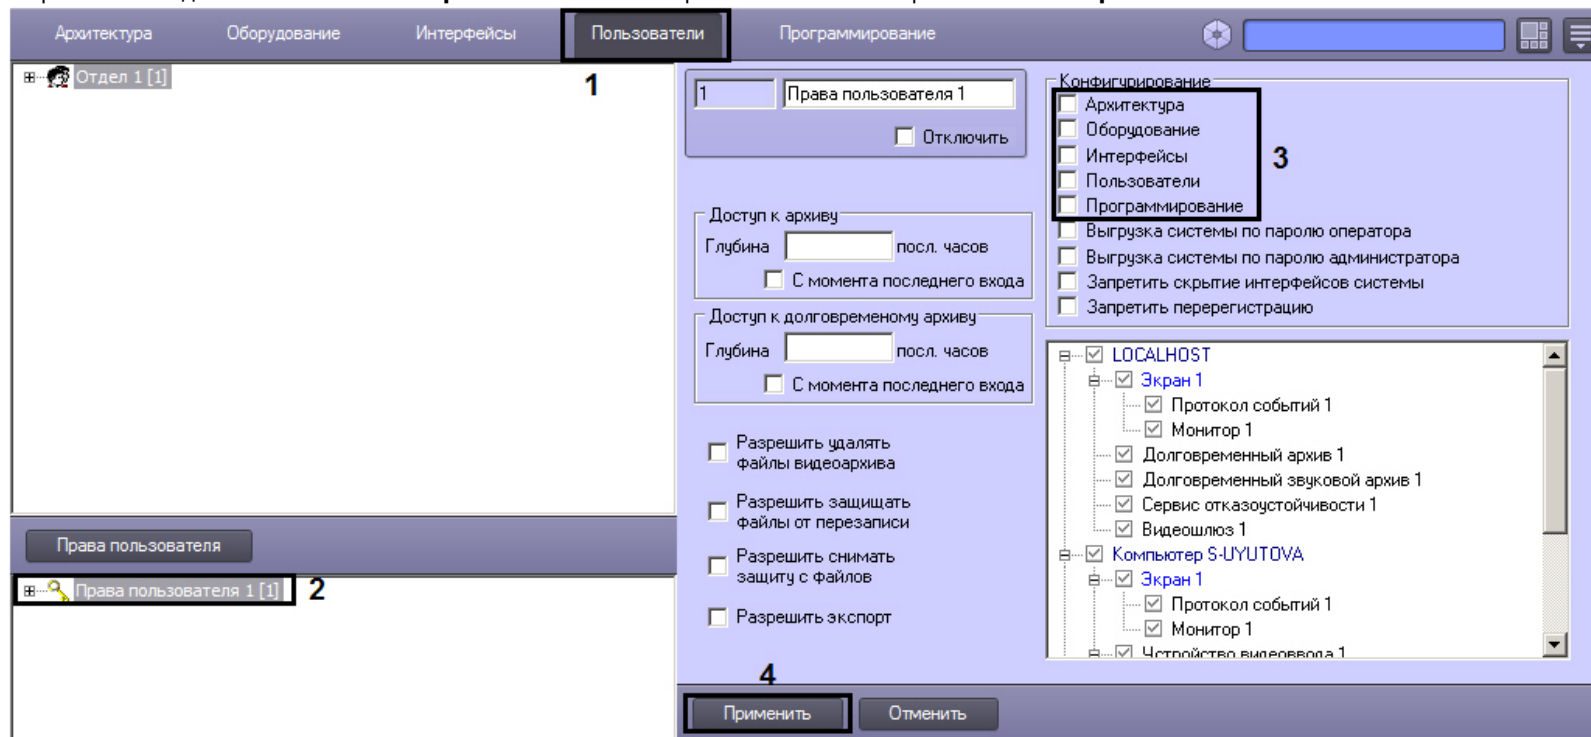 Архитектура Оборудование Интерфейсы Пользователи Программирование
1
Отдел 1 [1]
Права пользователя
Права пользователя 1 [1]
2
1 Права пользователя 1
Отключить
Доступ к архиву
Глубина посл. часов
С момента последнего входа
Доступ к долговременому архиву
Глубина посл. часов
С момента последнего входа
Разрешить удалять
файлы видеоархива
Разрешить защищать
файлы от перезаписи
Разрешить снимать
защиту с файлов
Разрешить экспорт
Конфигурирование
Архитектура
Оборудование
Интерфейсы
3
Пользователи
Программирование
Выгрузка системы по паролю оператора
Выгрузка системы по паролю администратора
Запретить скрытие интерфейсов системы
Запретить перерегистрацию
LOCALHOST
Экран 1
Протокол событий 1
Монитор 1
Долговременный архив 1
Долговременный звуковой архив 1
Сервис отказоустойчивости 1
Видеошлюз 1
Компьютер S-UYUTOVA
Экран 1
Протокол событий 1
Монитор 1
Устройство видеоввода 1
4
Применить Отменить